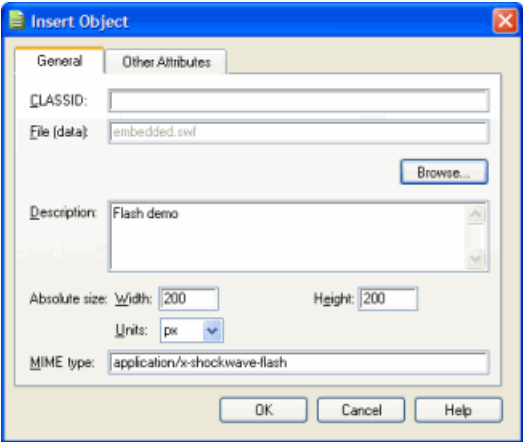 Insert Object
General Other Attributes
CLASSID:
File (data): embedded.swf
Browse...
Description: Flash demo
Absolute size: Width: 200 Height: 200
Units: px
MIME type: application/x-shockwave-flash
OK Cancel Help